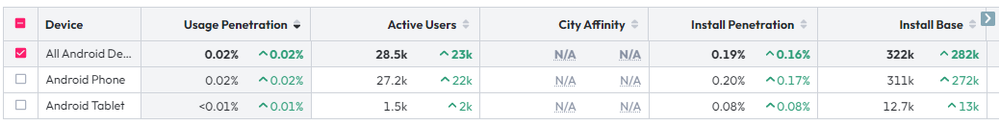 Device Usage Penetration Active Users City Affinity Install Penetration Install Base
All Android De... 0.02% 0.02% 28.5k 23k N/A N/A 0.19% 0.16% 322k 282k
Android Phone 0.02% 0.02% 27.2k 22k N/A N/A 0.20% 0.17% 311k 272k
Android Tablet <0.01% 0.01% 1.5k 2k N/A N/A 0.08% 0.08% 12.7k 13k